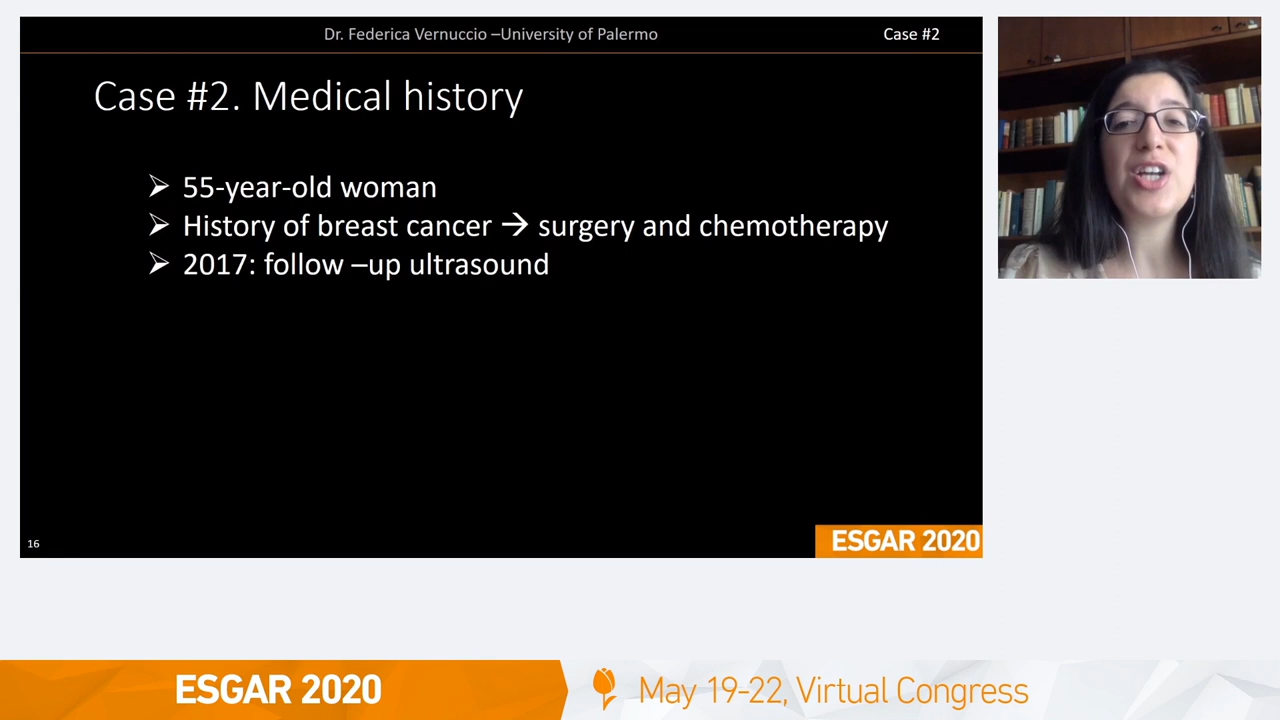 Dr. Federica Vernuccio –University of Palermo
Case #2
Case #2. Medical history
➢ 55-year-old woman
➢ History of breast cancer → surgery and chemotherapy
➢ 2017: follow –up ultrasound
16
ESGAR 2020
ESGAR 2020
May 19-22, Virtual Congress